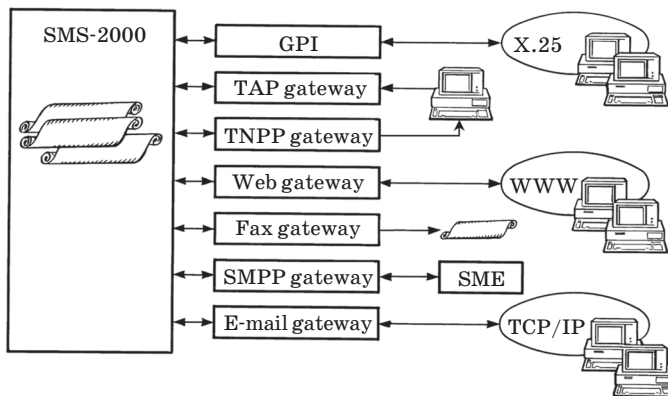 SMS-2000
GPI
X.25
TAP gateway
TNPP gateway
Web gateway
WWW
Fax gateway
SMPP gateway
SME
E-mail gateway
TCP/IP